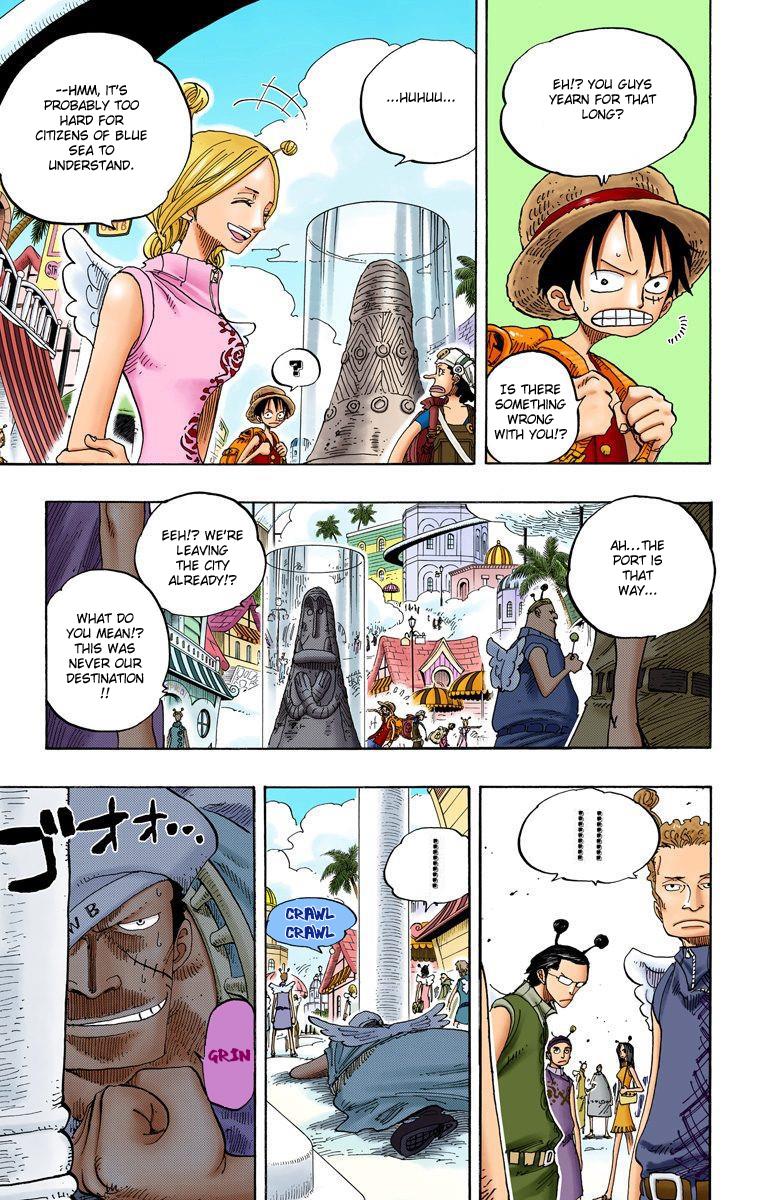 EH!? YOU GUYS
YEARN FOR THAT
LONG?
IS THERE
SOMETHING
WRONG
WITH YOU!?
...HUHUU...
--HMM, IT'S
PROBABLY TOO
HARD FOR
CITIZENS OF BLUE
SEA TO
UNDERSTAND.
?
AH...THE
PORT IS
THAT
WAY...
EEH!? WE'RE
LEAVING
THE CITY
ALREADY!?
WHAT DO
YOU MEAN!?
THIS WAS
NEVER OUR
DESTINATION
!!
CRAWL
CRAWL
ゴオオ...
WB
GRIN